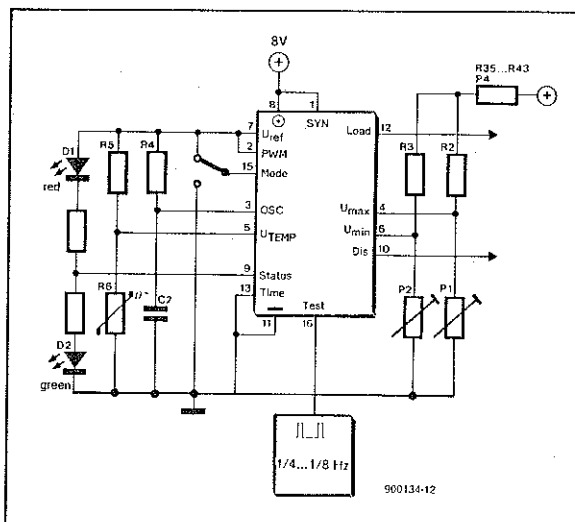 8V
R35...R43
P4
8
1
SYN
D1
R5
R4
7
Uref
2
PWM
15
Mode
Load
12
R3
R2
red
3
OSC
5
UTEMP
Umax
4
Umin
6
Dis
10
9
Status
13
Time
R6
C2
Test
P2
P1
D2
11
16
green
1/4...1/8 Hz
900134-12